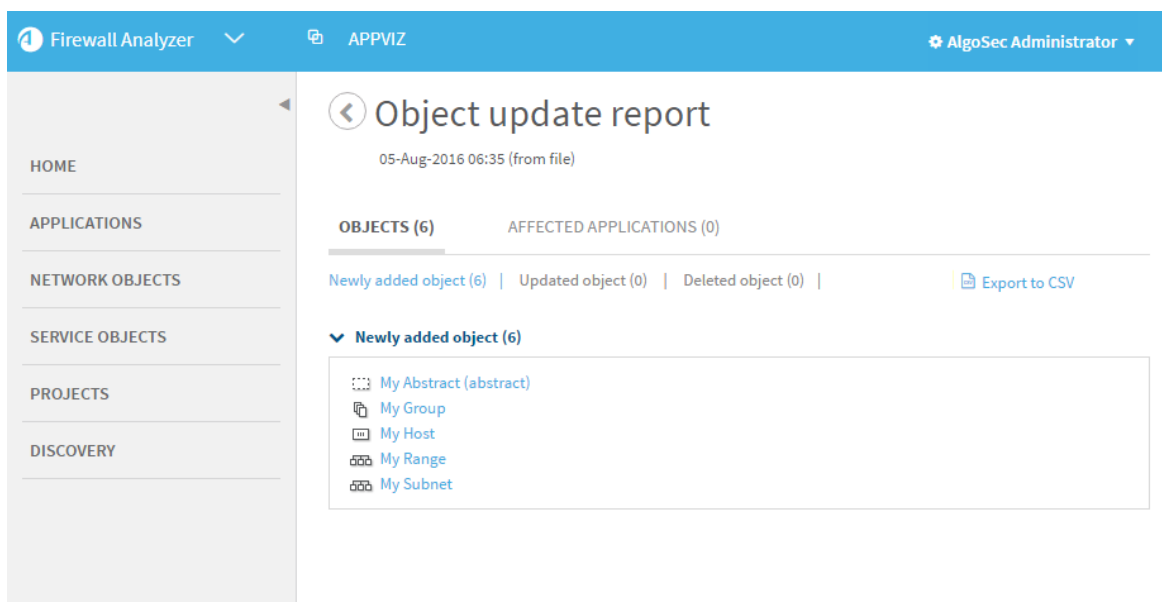 Firewall Analyzer APPVIZ AlgoSec Administrator
Object update report
05-Aug-2016 06:35 (from file)
HOME
APPLICATIONS
NETWORK OBJECTS
SERVICE OBJECTS
PROJECTS
DISCOVERY
OBJECTS (6) AFFECTED APPLICATIONS (0)
Newly added object (6) | Updated object (0) | Deleted object (0) | Export to CSV
Newly added object (6)
My Abstract (abstract)
My Group
My Host
My Range
My Subnet